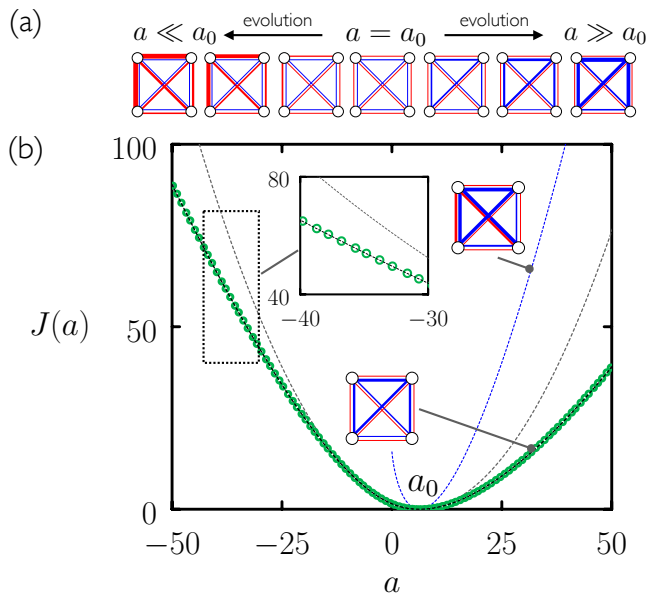 (a)
evolution evolution
a ≪ a₀ a = a₀ a ≫ a₀
(b)
100
50
0
J(a)
80
40
−40 −30
a₀
−50 −25 0 25 50
a